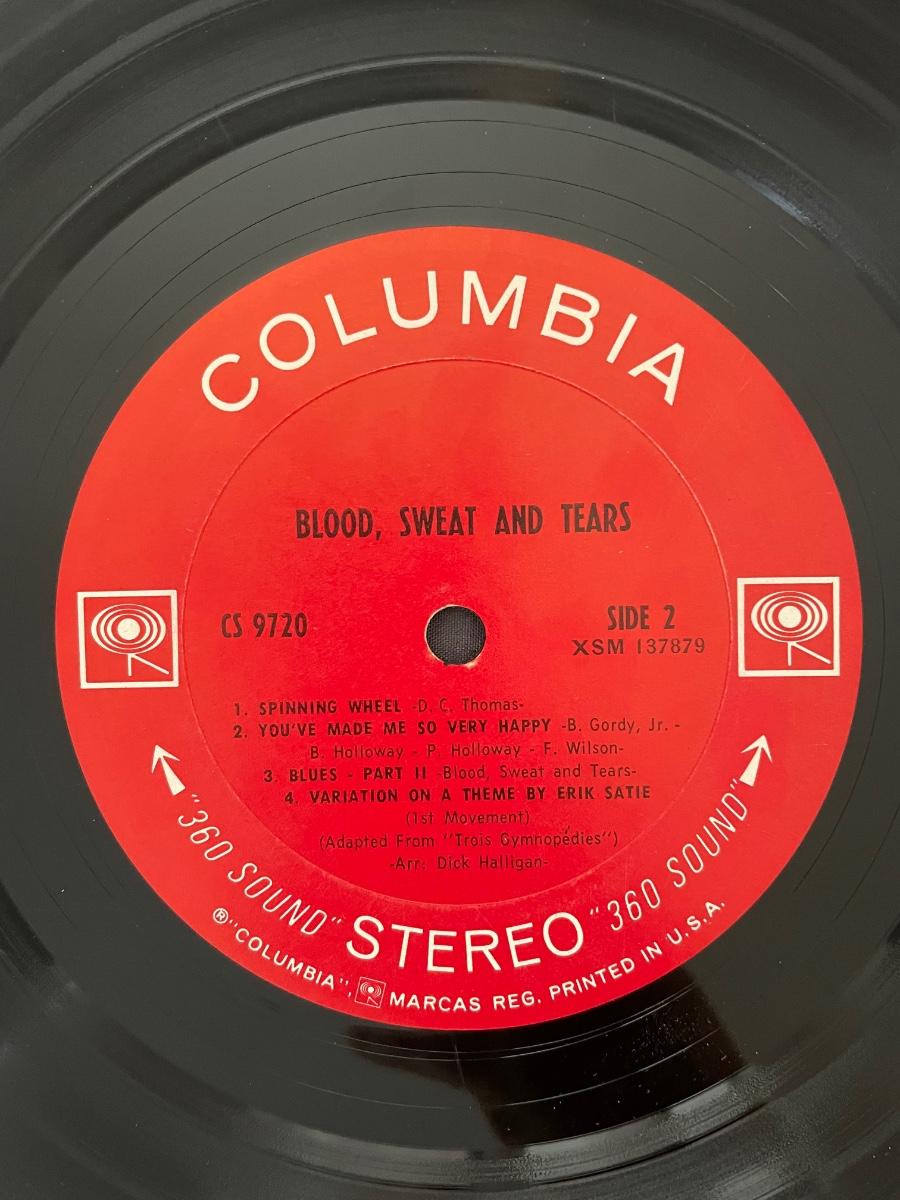 COLUMBIA
BLOOD, SWEAT AND TEARS
CS 9720
SIDE 2
XSM 137879
1. SPINNING WHEEL -D. C. Thomas-
2. YOU'VE MADE ME SO VERY HAPPY -B. Gordy, Jr. -
B. Holloway - P. Holloway - F. Wilson-
3. BLUES - PART II -Blood, Sweat and Tears-
4. VARIATION ON A THEME BY ERIK SATIE
(1st Movement)
(Adapted From "Trois Gymnopédies")
-Arr: Dick Halligan-
"360 SOUND" STEREO "360 SOUND"
®"COLUMBIA", MARCAS REG. PRINTED IN U.S.A.